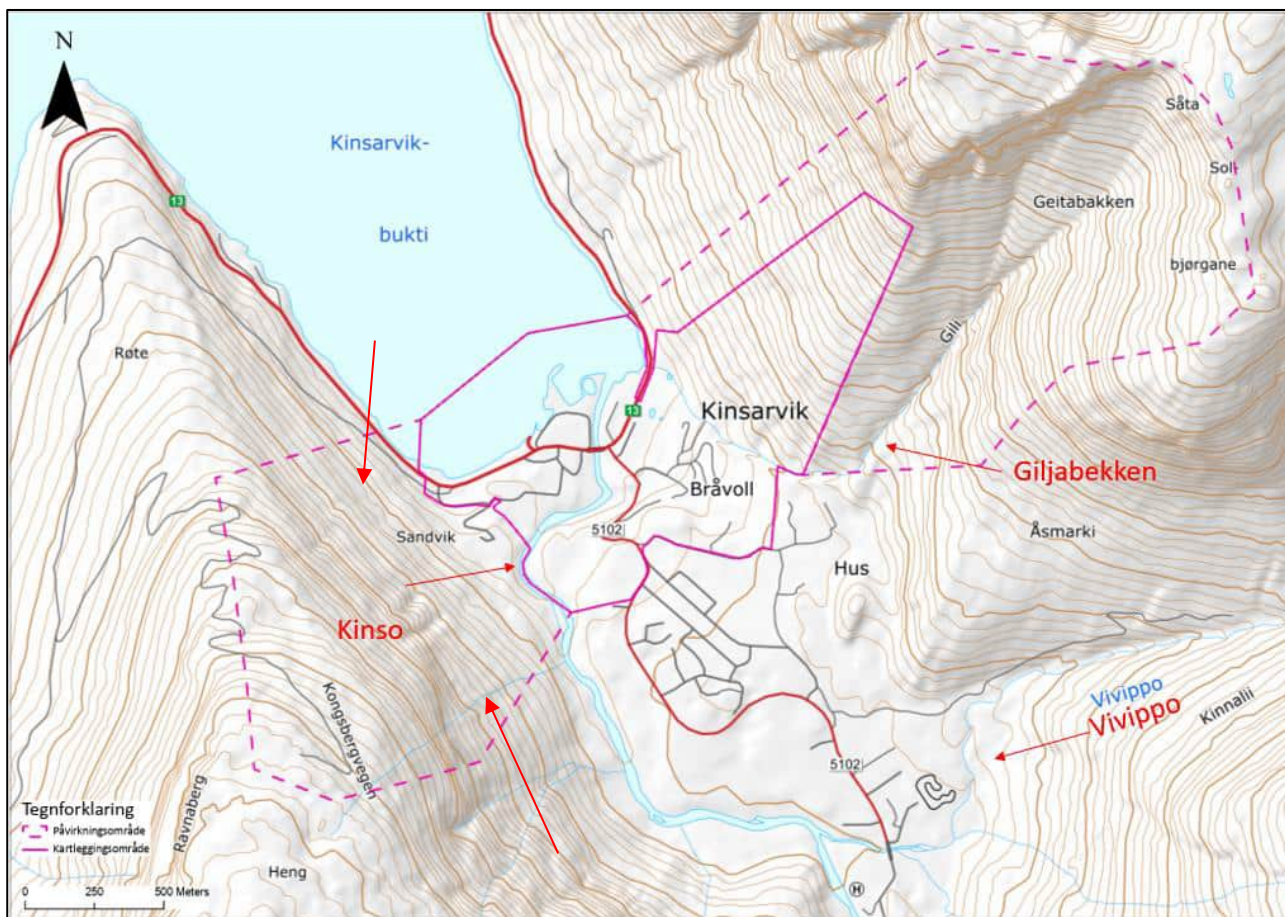 N
Kinsarvik-
bukti
13
Røte
Såta
Sol-
Geitabakken
bjørgane
Gili
Kinsarvik
13
Giljabekken
Bråvoll
Sandvik
5102
Åsmarki
Hus
Kinso
Vivippo
Vivippo
Kinnalii
Kongsbergvegen
5102
Ravnaberg
Heng
H
Tegnforklaring
Påvirkningsområde
Kartleggingsområde
0 250 500 Meters